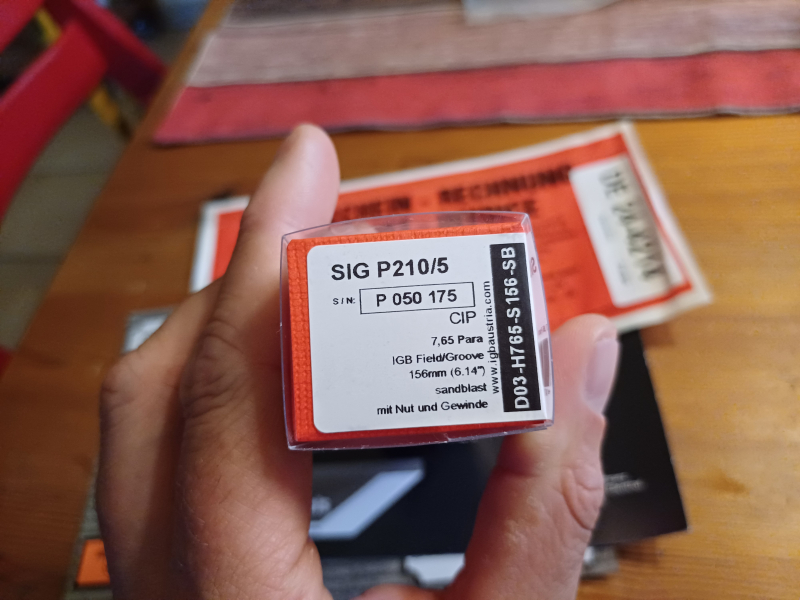 RECHNUNG
SIG P210/5
S/N: P 050 175
CIP
7,65 Para
IGB Field/Groove
156mm (6.14")
sandblast
mit Nut und Gewinde
www.igbaustria.com
D03-H765-S156-SB